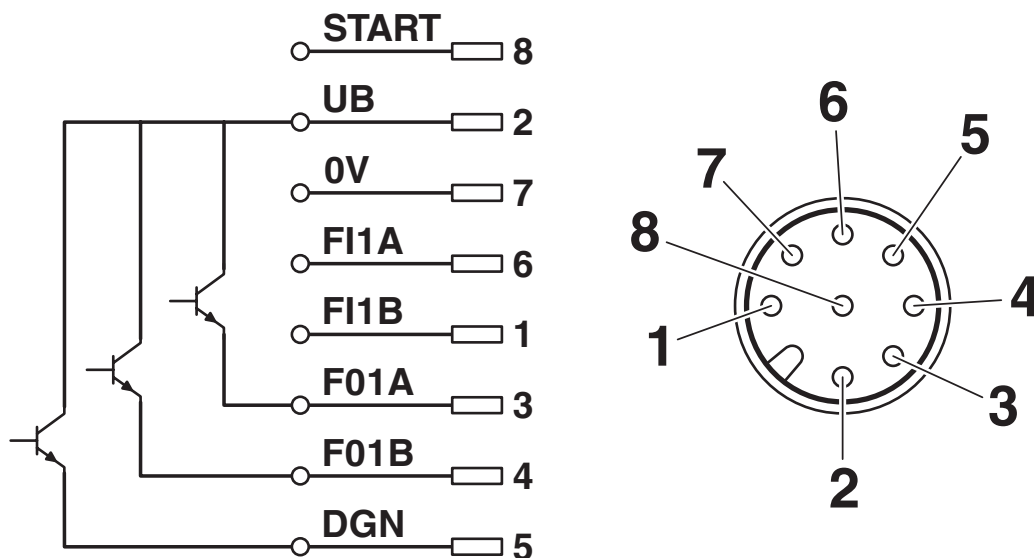 START 8
UB 2
0V 7
FI1A 6
FI1B 1
F01A 3
F01B 4
DGN 5
6
7 5
8
1 4
3
2